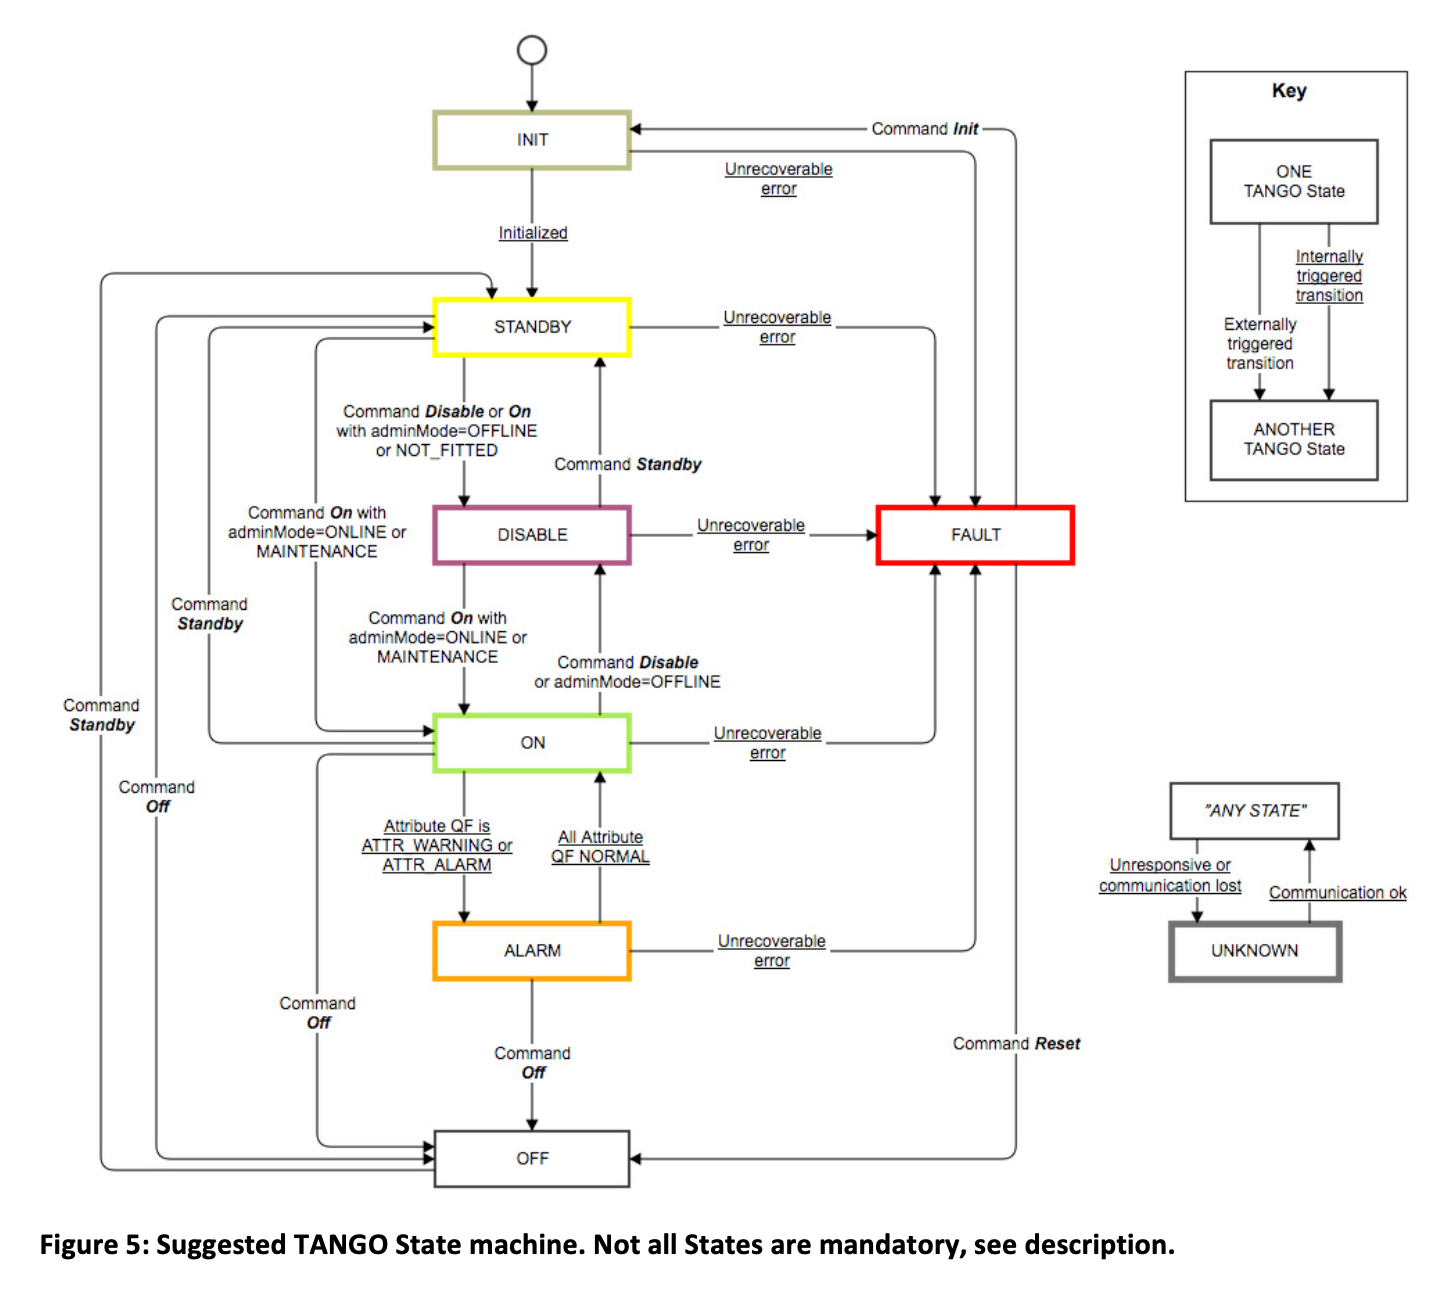 Key
ONE
TANGO State
Internally
triggered
transition
Externally
triggered
transition
ANOTHER
TANGO State
INIT
Command Init
Unrecoverable
error
Initialized
STANDBY
Unrecoverable
error
Command Disable or On
with adminMode=OFFLINE
or NOT_FITTED
Command Standby
Command On with
adminMode=ONLINE or
MAINTENANCE
DISABLE
Unrecoverable
error
FAULT
Command
Standby
Command On with
adminMode=ONLINE or
MAINTENANCE
Command Disable
or adminMode=OFFLINE
Command
Standby
ON
Unrecoverable
error
Command
Off
Attribute QF is
ATTR_WARNING or
ATTR_ALARM
All Attribute
QF NORMAL
"ANY STATE"
Unresponsive or
communication lost
Communication ok
UNKNOWN
ALARM
Unrecoverable
error
Command
Off
Command
Off
Command Reset
OFF
Figure 5: Suggested TANGO State machine. Not all States are mandatory, see description.